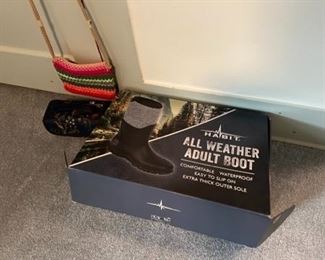 HABIT.
ALL WEATHER
ADULT BOOT
COMFORTABLE WATERPROOF
EASY TO SLIP ON
EXTRA THICK OUTER SOLE